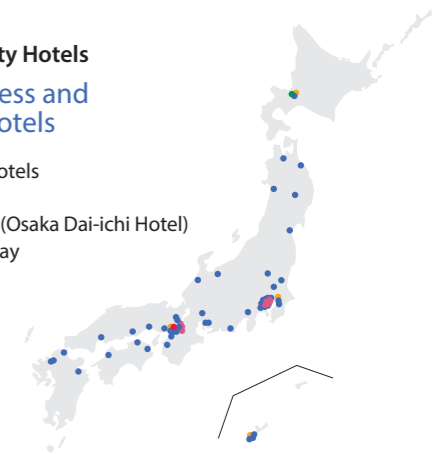 ty Hotels
ess and
otels
otels
(Osaka Dai-ichi Hotel)
ay